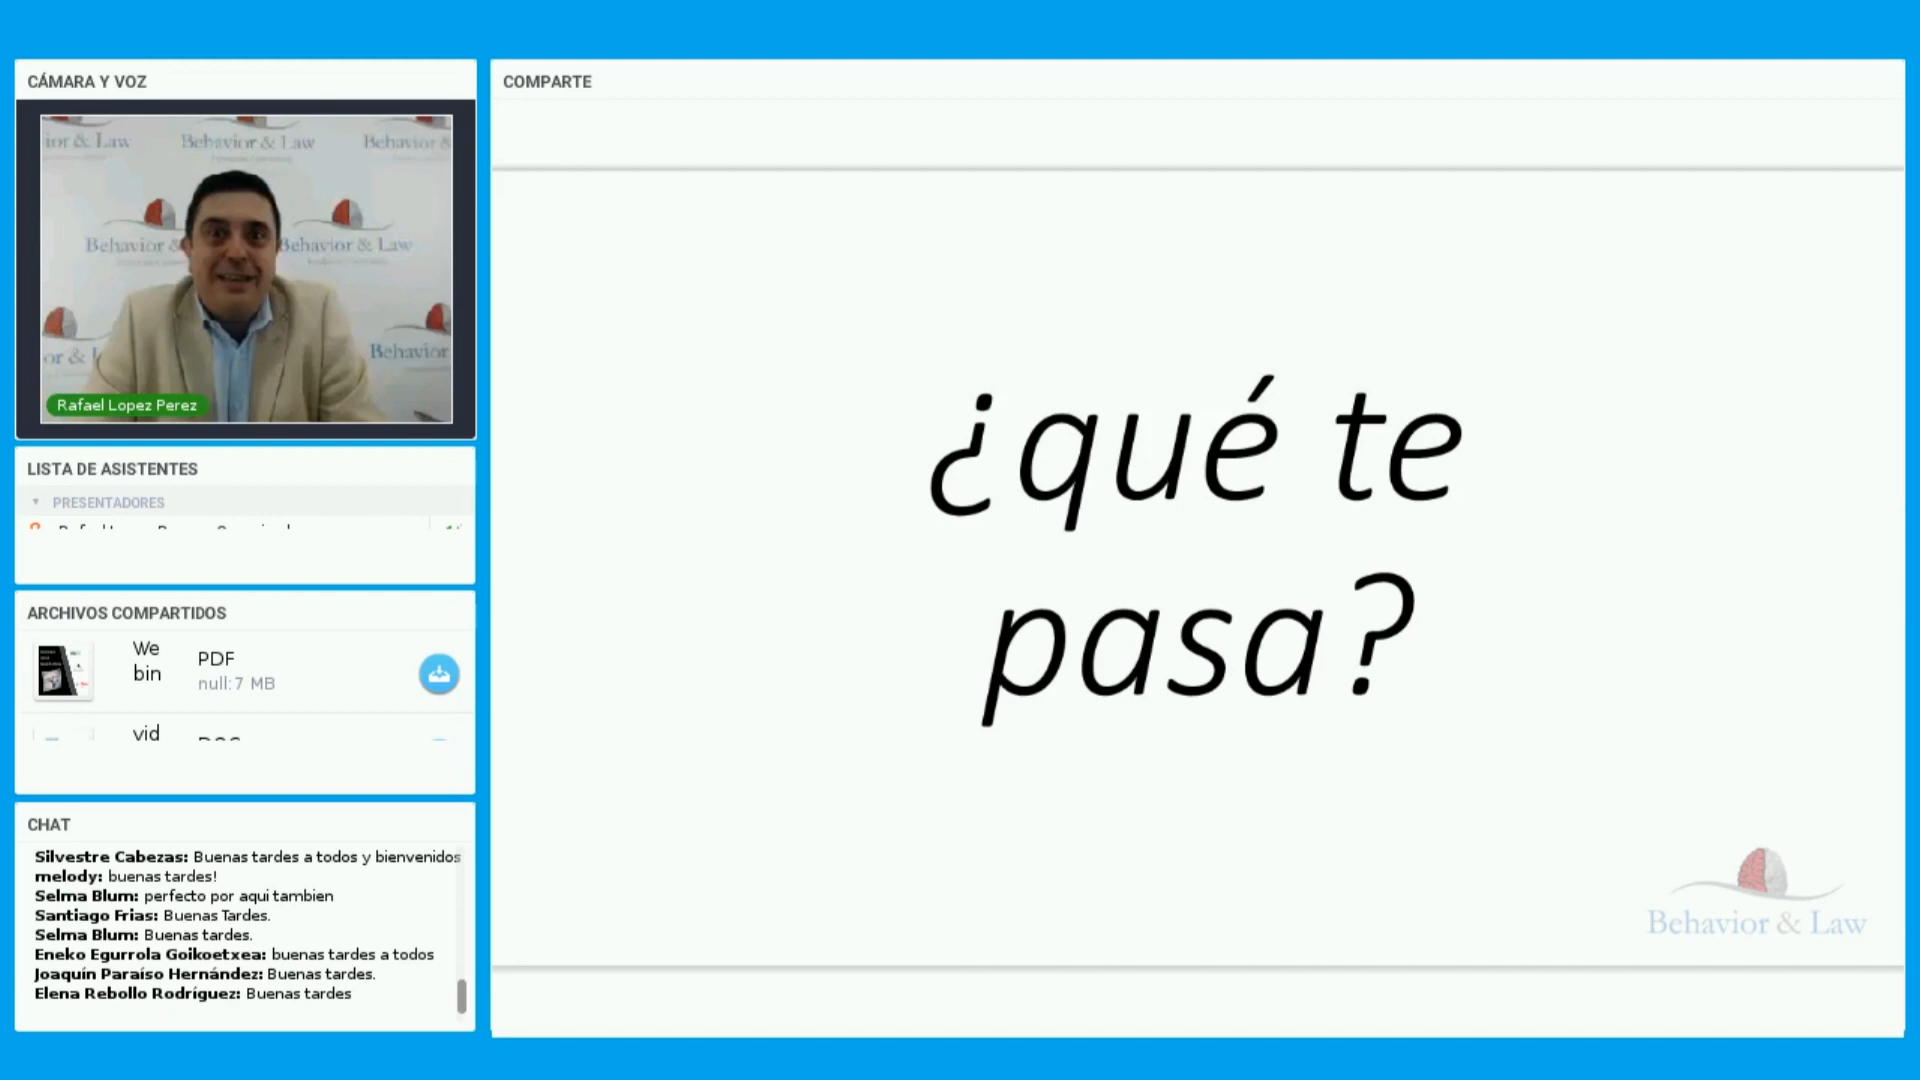 CÁMARA Y VOZ
ior & Law
Behavior & Law
Behavior &
Behavior &
Behavior & Law
or &
Behavior
Rafael Lopez Perez
LISTA DE ASISTENTES
PRESENTADORES
ARCHIVOS COMPARTIDOS
We
bin
PDF
null:7 MB
vid
CHAT
Silvestre Cabezas: Buenas tardes a todos y bienvenidos
melody: buenas tardes!
Selma Blum: perfecto por aqui tambien
Santiago Frias: Buenas Tardes.
Selma Blum: Buenas tardes.
Eneko Egurrola Goikoetxea: buenas tardes a todos
Joaquín Paraíso Hernández: Buenas tardes.
Elena Rebollo Rodríguez: Buenas tardes
COMPARTE
¿qué te
pasa?
Behavior & Law